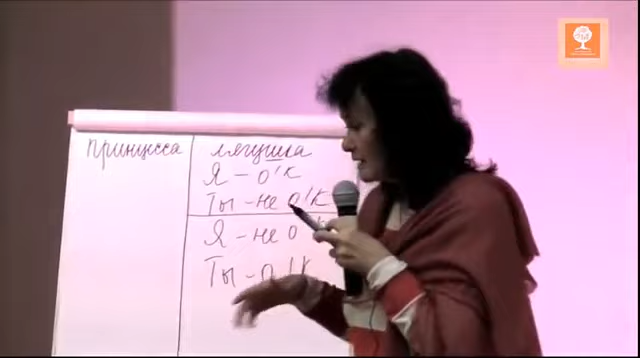 принцесса
лягушка
Я - о'к
Ты - не о'к
Я - не о'к
Ты - о'к